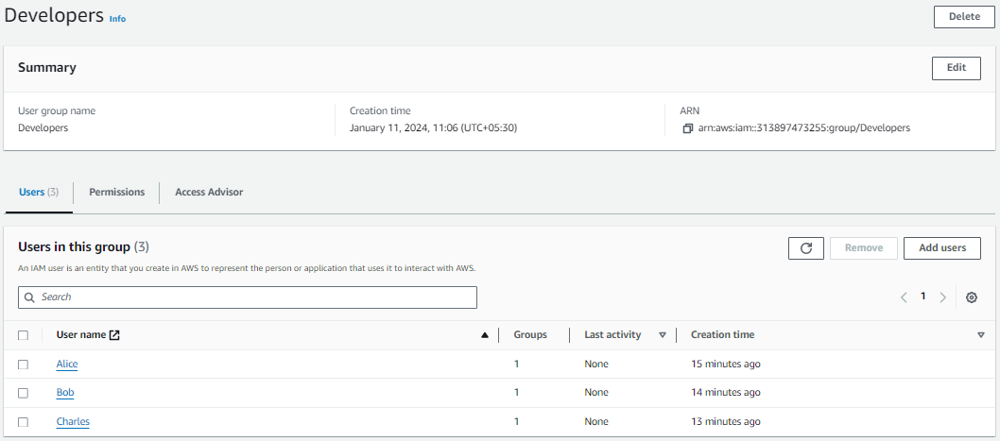 Developers Info
Delete
Summary
Edit
User group name
Developers
Creation time
January 11, 2024, 11:06 (UTC+05:30)
ARN
arn:aws:iam::313897473255:group/Developers
Users (3) Permissions Access Advisor
Users in this group (3)
Remove Add users
An IAM user is an entity that you create in AWS to represent the person or application that uses it to interact with AWS.
Search
1
User name Groups Last activity Creation time
Alice 1 None 15 minutes ago
Bob 1 None 14 minutes ago
Charles 1 None 13 minutes ago